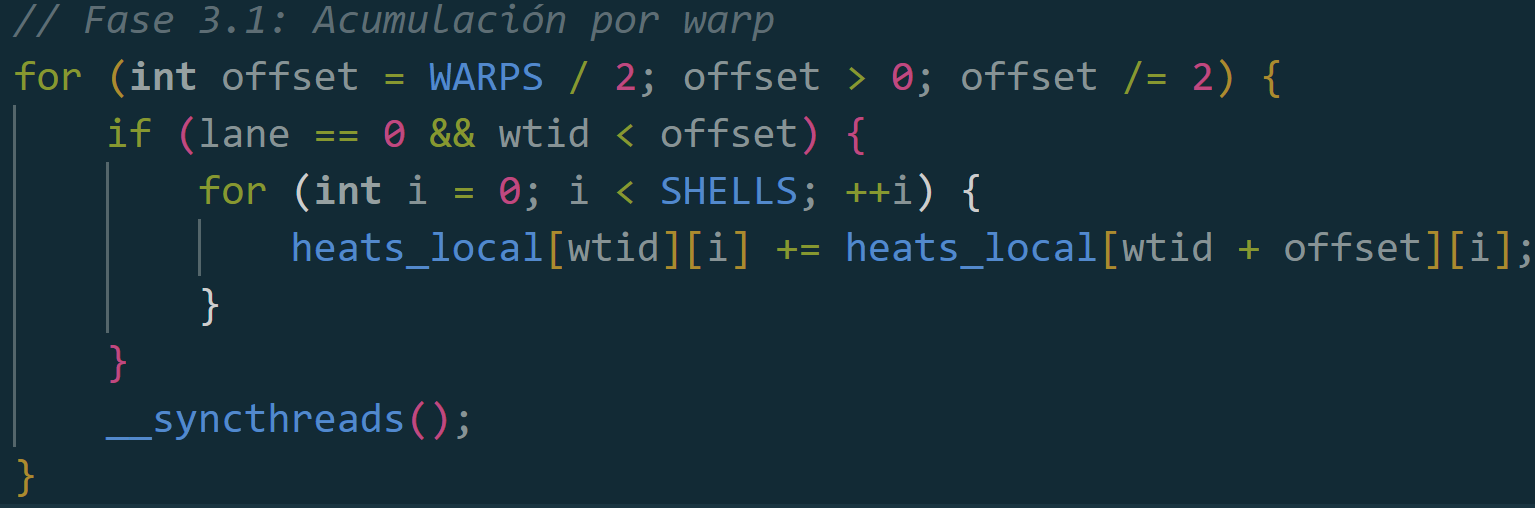 // Fase 3.1: Acumulación por warp
for (int offset = WARPS / 2; offset > 0; offset /= 2) {
    if (lane == 0 && wtid < offset) {
        for (int i = 0; i < SHELLS; ++i) {
            heats_local[wtid][i] += heats_local[wtid + offset][i];
        }
    }
    __syncthreads();
}